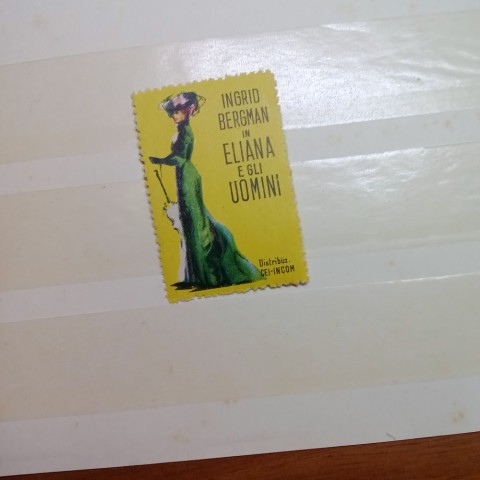 INGRID
BERGMAN
IN
ELIANA
E GLI
UOMINI
Distribuz.
CEI-INCOM